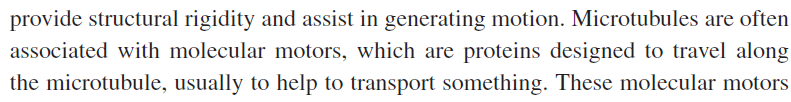 provide structural rigidity and assist in generating motion. Microtubules are often
associated with molecular motors, which are proteins designed to travel along
the microtubule, usually to help to transport something. These molecular motors